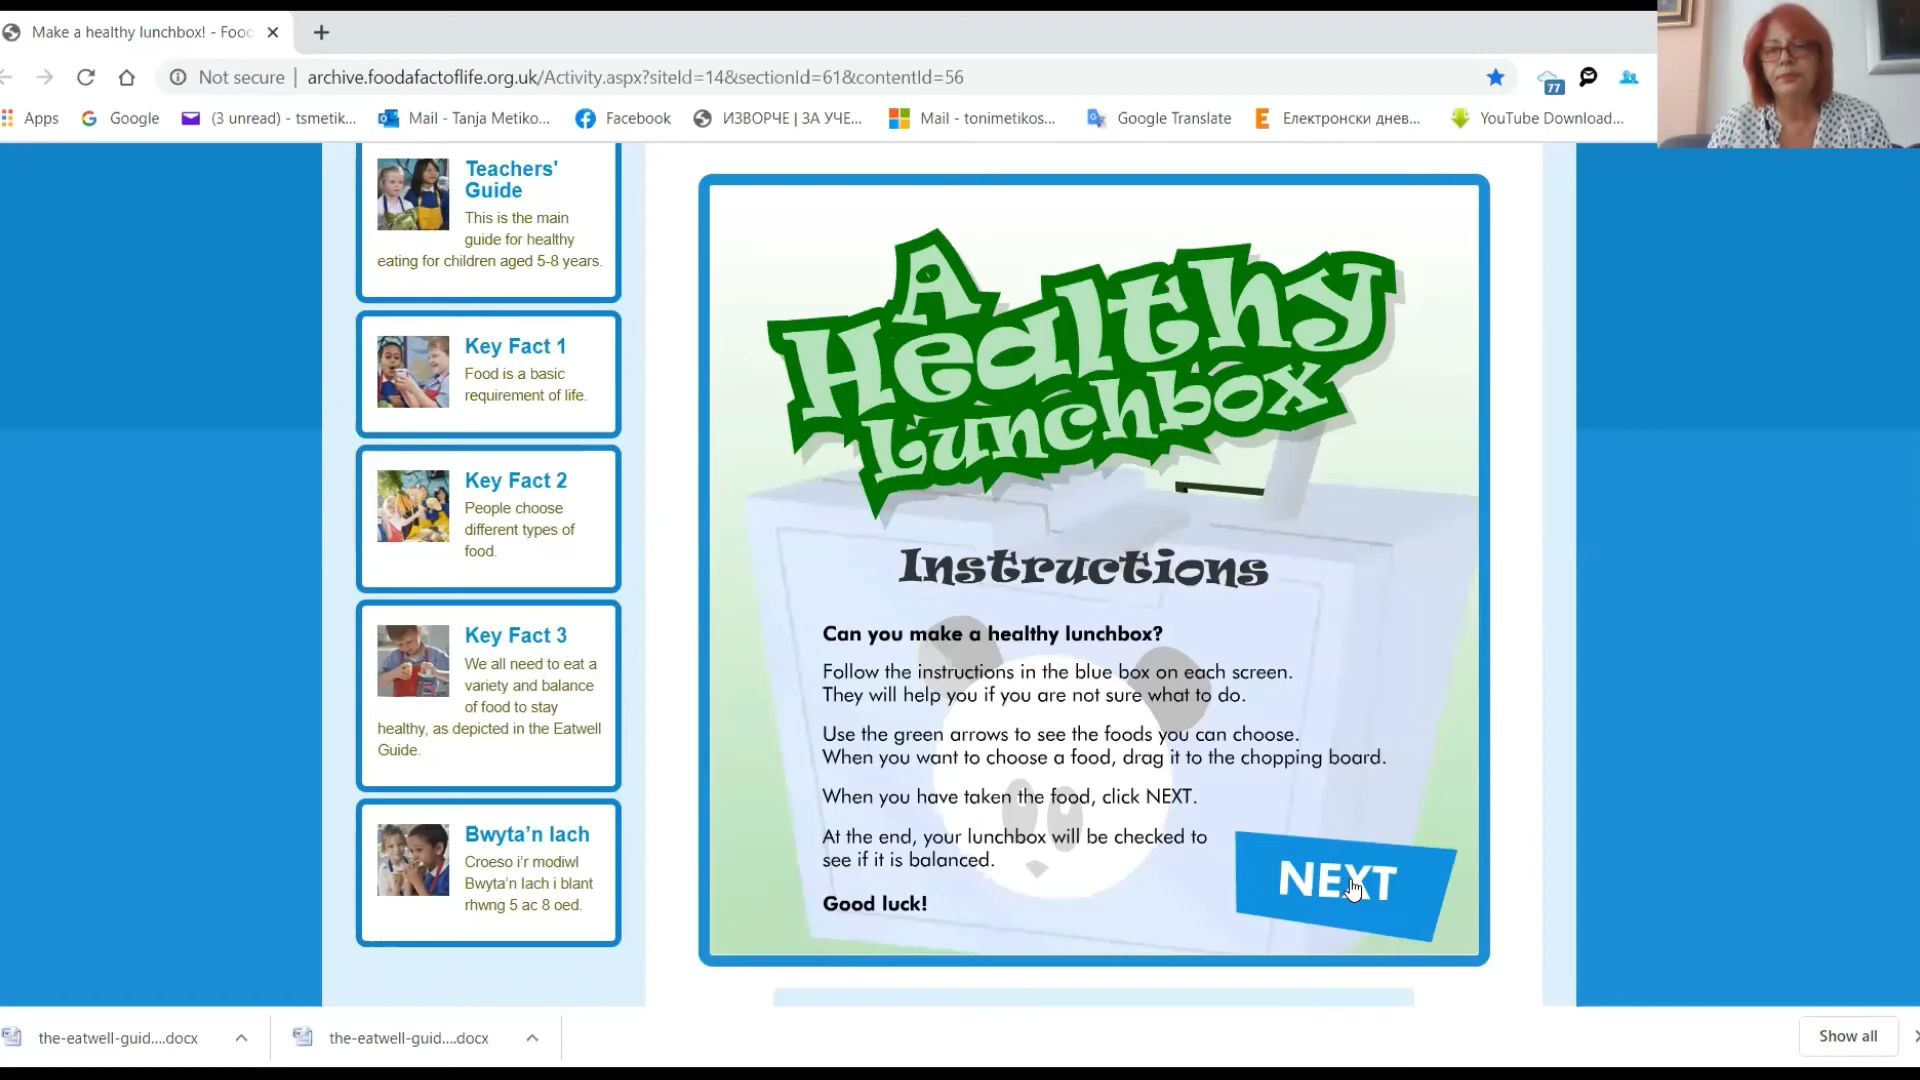 Make a healthy lunchbox! - Food
Not secure | archive.foodafactoflife.org.uk/Activity.aspx?siteId=14&sectionId=61&contentId=56
77
Apps
Google
(3 unread) - tsmetik...
Mail - Tanja Metiko...
Facebook
ИЗВОРЧЕ | ЗА УЧЕ...
Mail - tonimetikos...
Google Translate
Електронски днев...
YouTube Download...
Teachers'
Guide
This is the main
guide for healthy
eating for children aged 5-8 years.
Key Fact 1
Food is a basic
requirement of life.
Key Fact 2
People choose
different types of
food.
Key Fact 3
We all need to eat a
variety and balance
of food to stay
healthy, as depicted in the Eatwell
Guide.
Bwyta’n Iach
Croeso i’r modiwl
Bwyta’n Iach i blant
rhwng 5 ac 8 oed.
A
Healthy
Lunchbox
Instructions
Can you make a healthy lunchbox?
Follow the instructions in the blue box on each screen.
They will help you if you are not sure what to do.
Use the green arrows to see the foods you can choose.
When you want to choose a food, drag it to the chopping board.
When you have taken the food, click NEXT.
At the end, your lunchbox will be checked to
see if it is balanced.
Good luck!
NEXT
the-eatwell-guid....docx
the-eatwell-guid....docx
Show all